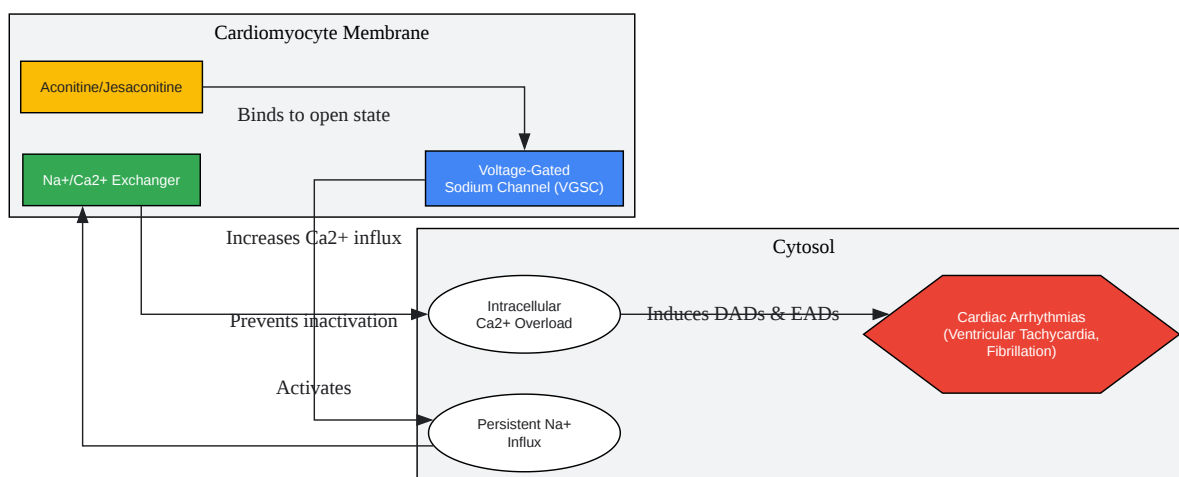 Cardiomyocyte Membrane
Aconitine/Jesaconitine
Binds to open state
Na+/Ca2+ Exchanger
Voltage-Gated
Sodium Channel (VGSC)
Increases Ca2+ influx
Cytosol
Intracellular
Ca2+ Overload
Prevents inactivation
Induces DADs & EADs
Cardiac Arrhythmias
(Ventricular Tachycardia,
Fibrillation)
Activates
Persistent Na+
Influx